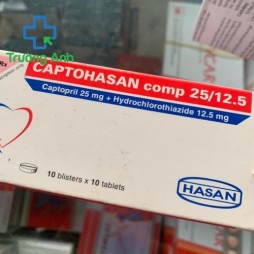 Trường Anh
CAPTOHASAN comp 25/12.5
Captopril 25 mg + Hydrochlorothiazide 12.5 mg
10 blisters x 10 tablets
HASAN